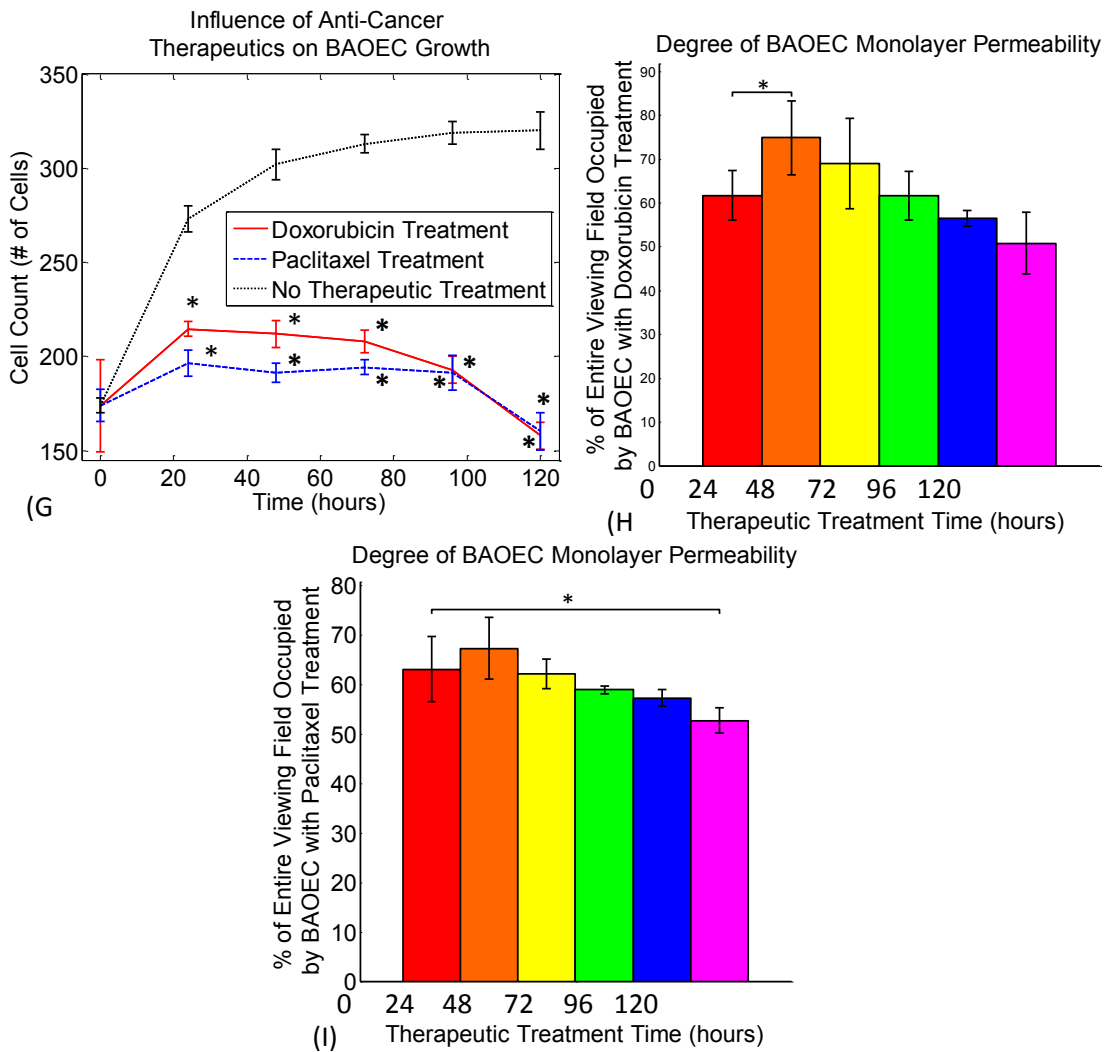 Influence of Anti-Cancer
Therapeutics on BAOEC Growth
350
300
250
200
150
Cell Count (# of Cells)
Doxorubicin Treatment
Paclitaxel Treatment
No Therapeutic Treatment
* * * * *
* * * * *
0 20 40 60 80 100 120
Time (hours)
(G
Degree of BAOEC Monolayer Permeability
90
80
70
60
50
40
30
20
10
0
% of Entire Viewing Field Occupied
by BAOEC with Doxorubicin Treatment
*
0 24 48 72 96 120
Therapeutic Treatment Time (hours)
(H
Degree of BAOEC Monolayer Permeability
80
70
60
50
40
30
20
10
0
% of Entire Viewing Field Occupied
by BAOEC with Paclitaxel Treatment
*
0 24 48 72 96 120
Therapeutic Treatment Time (hours)
(I)